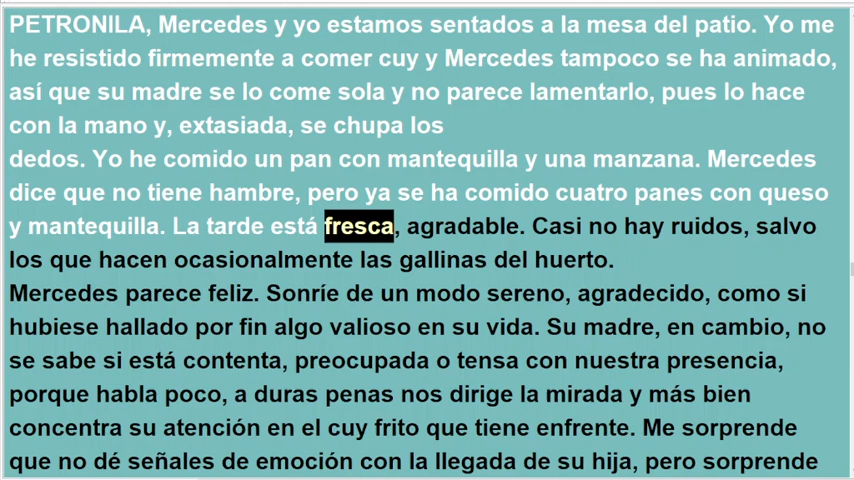 PETRONILA, Mercedes y yo estamos sentados a la mesa del patio. Yo me
he resistido firmemente a comer cuy y Mercedes tampoco se ha animado,
así que su madre se lo come sola y no parece lamentarlo, pues lo hace
con la mano y, extasiada, se chupa los
dedos. Yo he comido un pan con mantequilla y una manzana. Mercedes
dice que no tiene hambre, pero ya se ha comido cuatro panes con queso
y mantequilla. La tarde está fresca, agradable. Casi no hay ruidos, salvo
los que hacen ocasionalmente las gallinas del huerto.
Mercedes parece feliz. Sonríe de un modo sereno, agradecido, como si
hubiese hallado por fin algo valioso en su vida. Su madre, en cambio, no
se sabe si está contenta, preocupada o tensa con nuestra presencia,
porque habla poco, a duras penas nos dirige la mirada y más bien
concentra su atención en el cuy frito que tiene enfrente. Me sorprende
que no dé señales de emoción con la llegada de su hija, pero sorprende